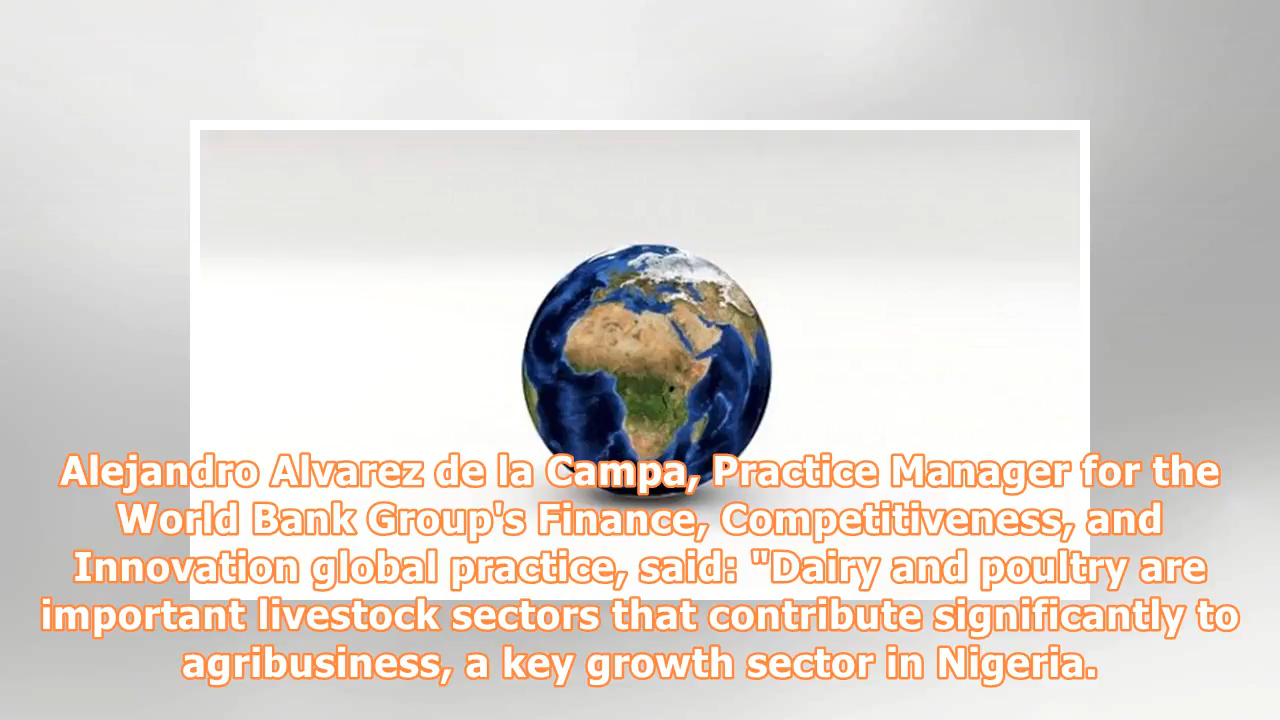 Alejandro Alvarez de la Campa, Practice Manager for the
World Bank Group's Finance, Competitiveness, and
Innovation global practice, said: "Dairy and poultry are
important livestock sectors that contribute significantly to
agribusiness, a key growth sector in Nigeria.